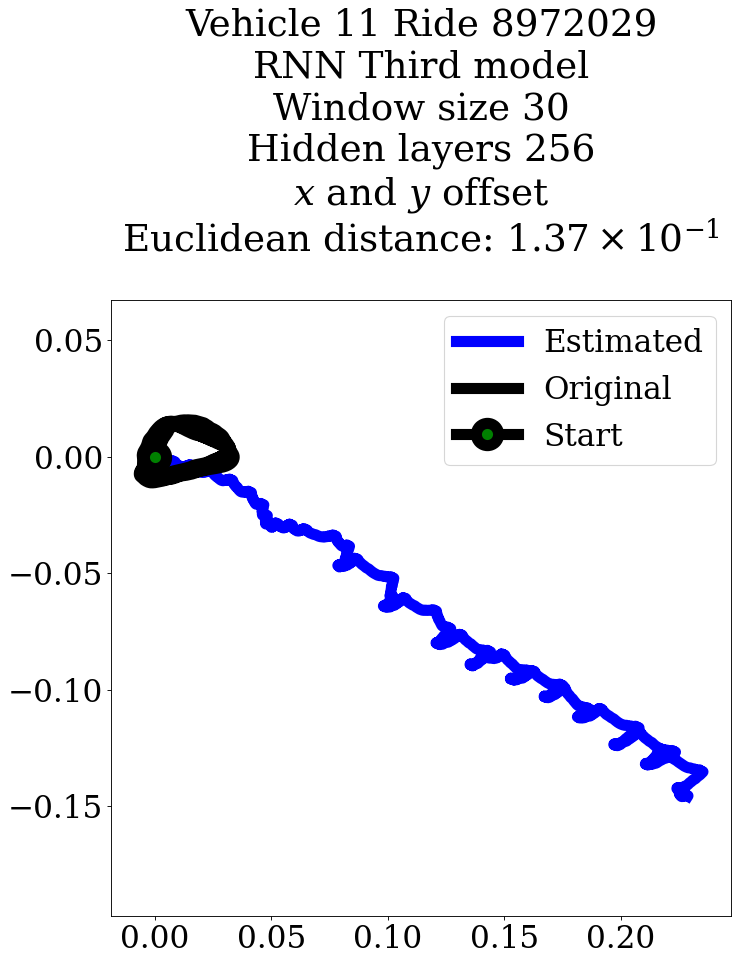 Vehicle 11 Ride 8972029
RNN Third model
Window size 30
Hidden layers 256
x and y offset
Euclidean distance: 1.37 × 10⁻¹
Estimated
Original
Start
0.05
0.00
−0.05
−0.10
−0.15
0.00 0.05 0.10 0.15 0.20